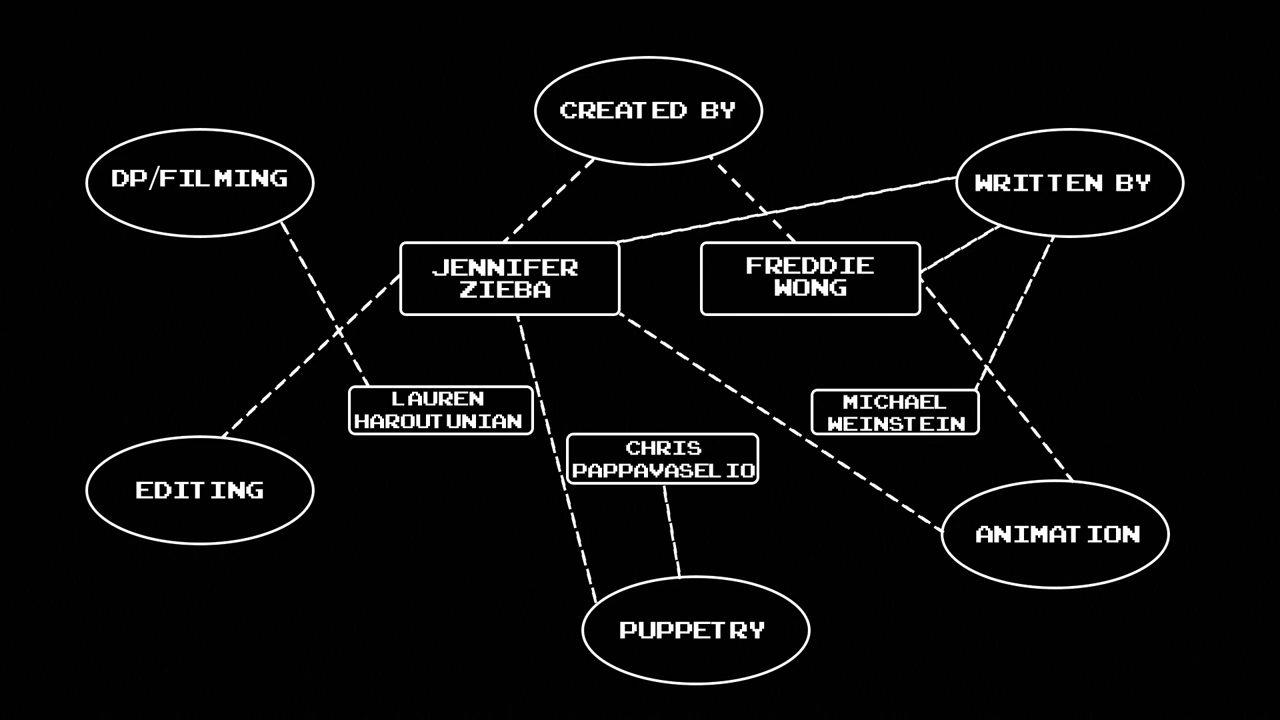 CREATED BY
DP/FILMING
WRITTEN BY
JENNIFER
ZIEBA
FREDDIE
WONG
LAUREN
HAROUTUNIAN
MICHAEL
WEINSTEIN
CHRIS
PAPPAVASELIO
EDITING
ANIMATION
PUPPETRY